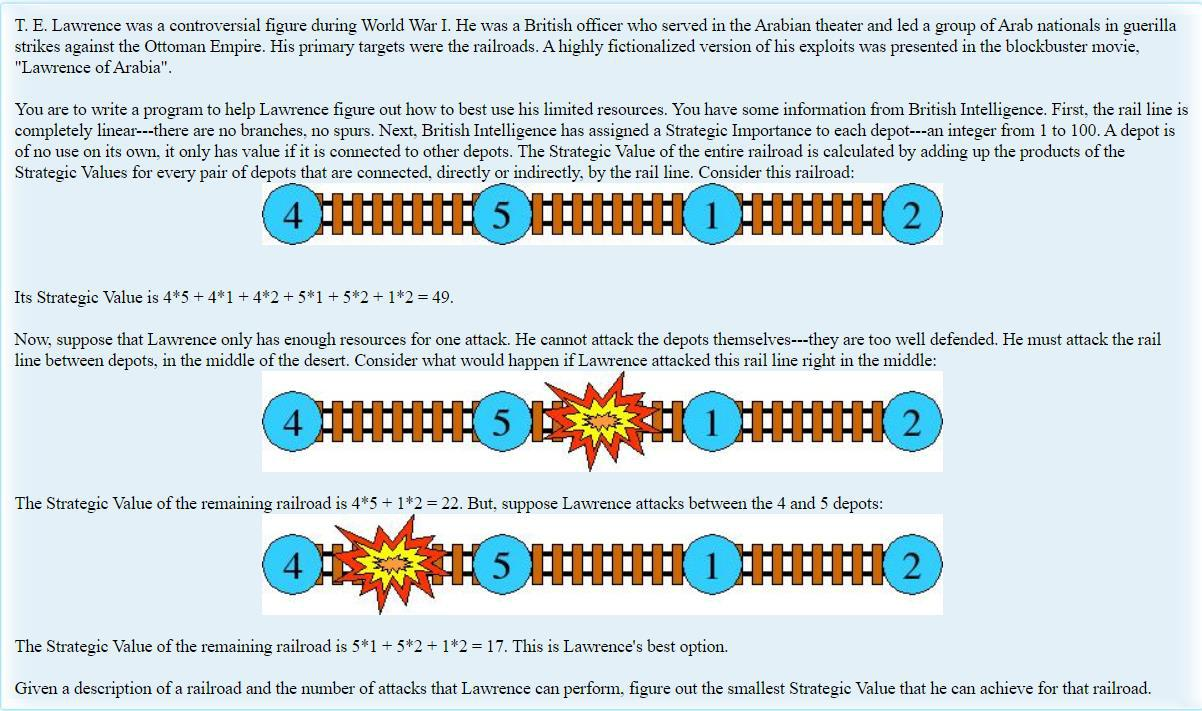 T. E. Lawrence was a controversial figure during World War I. He was a British officer who served in the Arabian theater and led a group of Arab nationals in guerilla
strikes against the Ottoman Empire. His primary targets were the railroads. A highly fictionalized version of his exploits was presented in the blockbuster movie,
"Lawrence of Arabia".
You are to write a program to help Lawrence figure out how to best use his limited resources. You have some information from British Intelligence. First, the rail line is
completely linear---there are no branches, no spurs. Next, British Intelligence has assigned a Strategic Importance to each depot---an integer from 1 to 100. A depot is
of no use on its own, it only has value if it is connected to other depots. The Strategic Value of the entire railroad is calculated by adding up the products of the
Strategic Values for every pair of depots that are connected, directly or indirectly, by the rail line. Consider this railroad:
4 5 1 2
Its Strategic Value is 4*5 + 4*1 + 4*2 + 5*1 + 5*2 + 1*2 = 49.
Now, suppose that Lawrence only has enough resources for one attack. He cannot attack the depots themselves---they are too well defended. He must attack the rail
line between depots, in the middle of the desert. Consider what would happen if Lawrence attacked this rail line right in the middle:
4 5 1 2
The Strategic Value of the remaining railroad is 4*5 + 1*2 = 22. But, suppose Lawrence attacks between the 4 and 5 depots:
4 5 1 2
The Strategic Value of the remaining railroad is 5*1 + 5*2 + 1*2 = 17. This is Lawrence's best option.
Given a description of a railroad and the number of attacks that Lawrence can perform, figure out the smallest Strategic Value that he can achieve for that railroad.